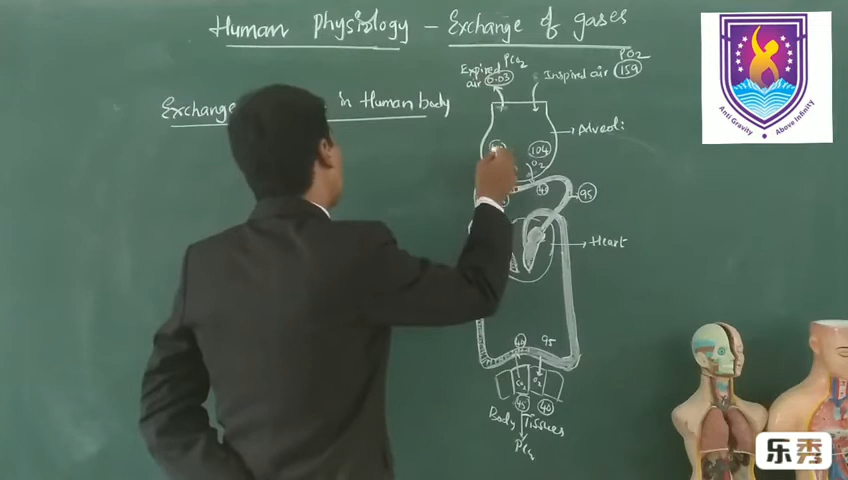 Human Physiology - Exchange of gases
PO2
PCO2
Expired air 0.03
Inspired air 159
Exchange in Human body
Alveoli
104
O2
40
95
Heart
40 95
CO2 O2
45 40
Body Tissues
PCO2
Anti Gravity Above Infinity
乐秀